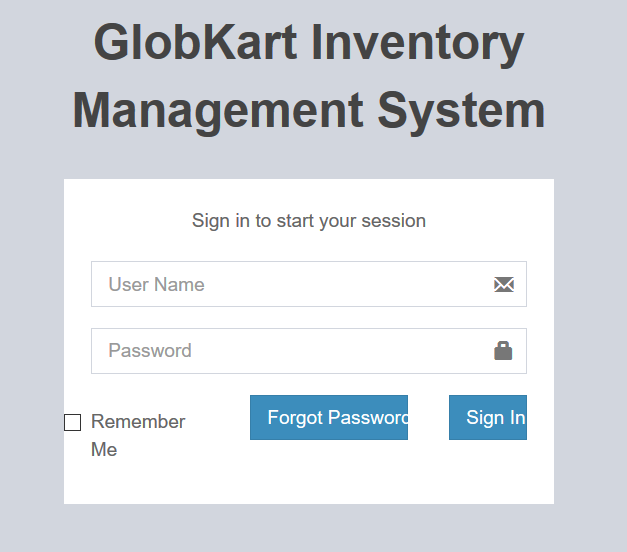 GlobKart Inventory
Management System
Sign in to start your session
User Name
Password
Remember
Me
Forgot Password
Sign In